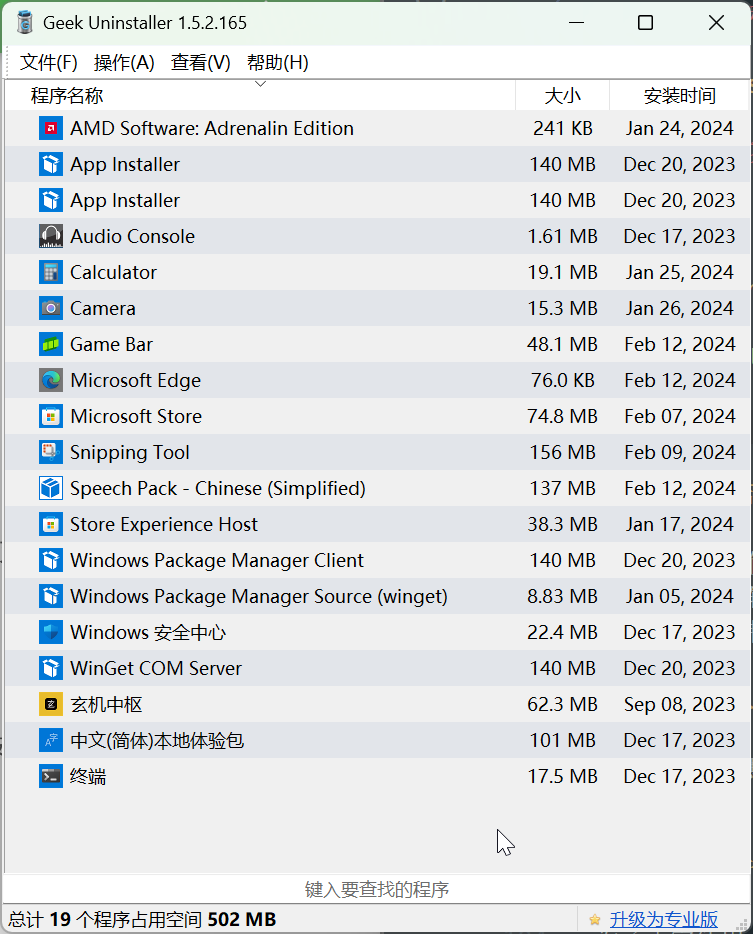 Geek Uninstaller 1.5.2.165
文件(F) 操作(A) 查看(V) 帮助(H)
程序名称 大小 安装时间
AMD Software: Adrenalin Edition 241 KB Jan 24, 2024
App Installer 140 MB Dec 20, 2023
App Installer 140 MB Dec 20, 2023
Audio Console 1.61 MB Dec 17, 2023
Calculator 19.1 MB Jan 25, 2024
Camera 15.3 MB Jan 26, 2024
Game Bar 48.1 MB Feb 12, 2024
Microsoft Edge 76.0 KB Feb 12, 2024
Microsoft Store 74.8 MB Feb 07, 2024
Snipping Tool 156 MB Feb 09, 2024
Speech Pack - Chinese (Simplified) 137 MB Feb 12, 2024
Store Experience Host 38.3 MB Jan 17, 2024
Windows Package Manager Client 140 MB Dec 20, 2023
Windows Package Manager Source (winget) 8.83 MB Jan 05, 2024
Windows 安全中心 22.4 MB Dec 17, 2023
WinGet COM Server 140 MB Dec 20, 2023
玄机中枢 62.3 MB Sep 08, 2023
中文(简体)本地体验包 101 MB Dec 17, 2023
终端 17.5 MB Dec 17, 2023
键入要查找的程序
总计 19 个程序占用空间 502 MB 升级为专业版